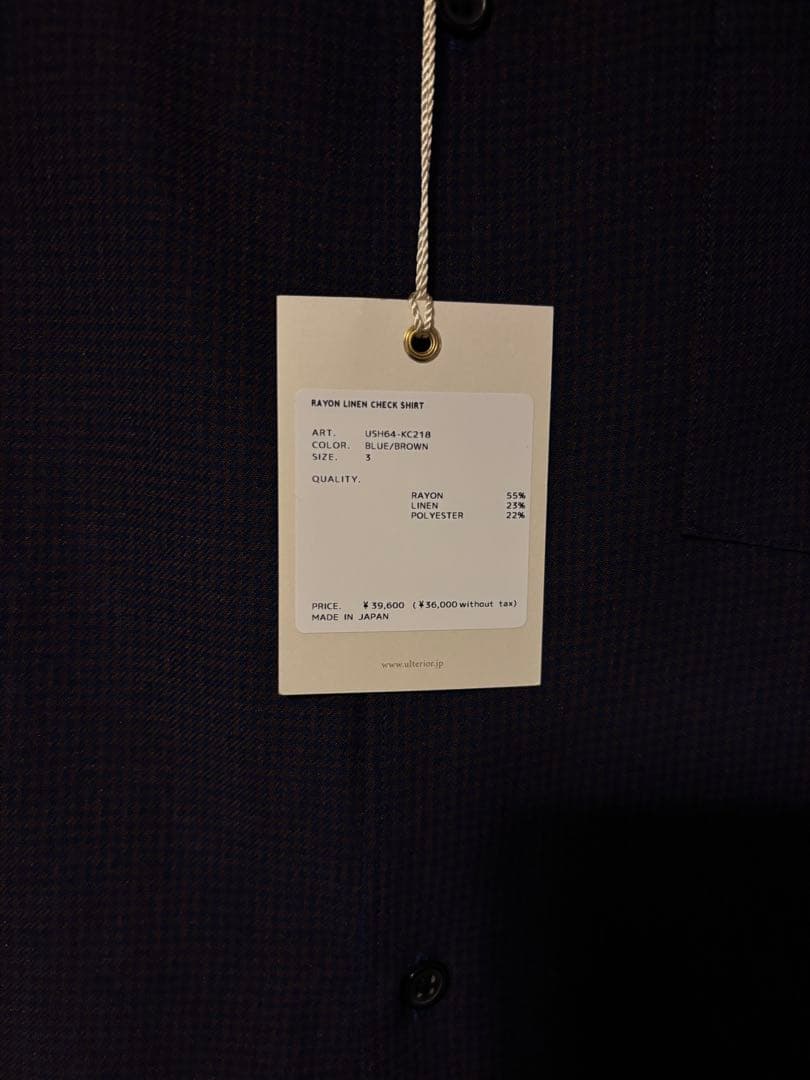 RAYON LINEN CHECK SHIRT
ART. USH64-KC218
COLOR. BLUE/BROWN
SIZE. 3
QUALITY.
RAYON 55%
LINEN 23%
POLYESTER 22%
PRICE. ¥ 39,600 (¥36,000 without tax)
MADE IN JAPAN
www.ulterior.jp